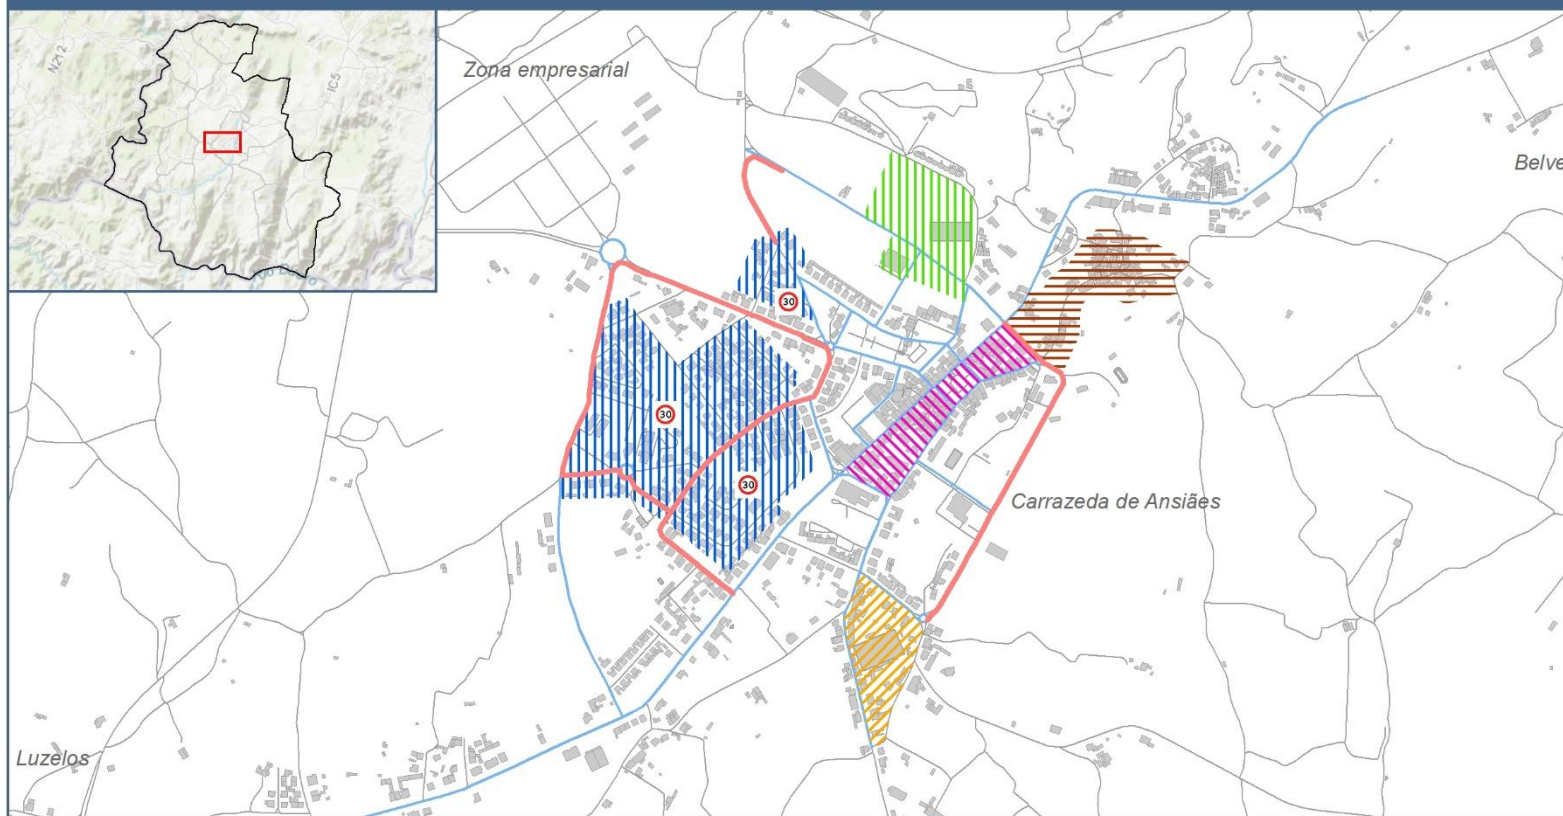 N212
IC5
Zona empresarial
Belve
30
30
30
Carrazeda de Ansiães
Luzelos